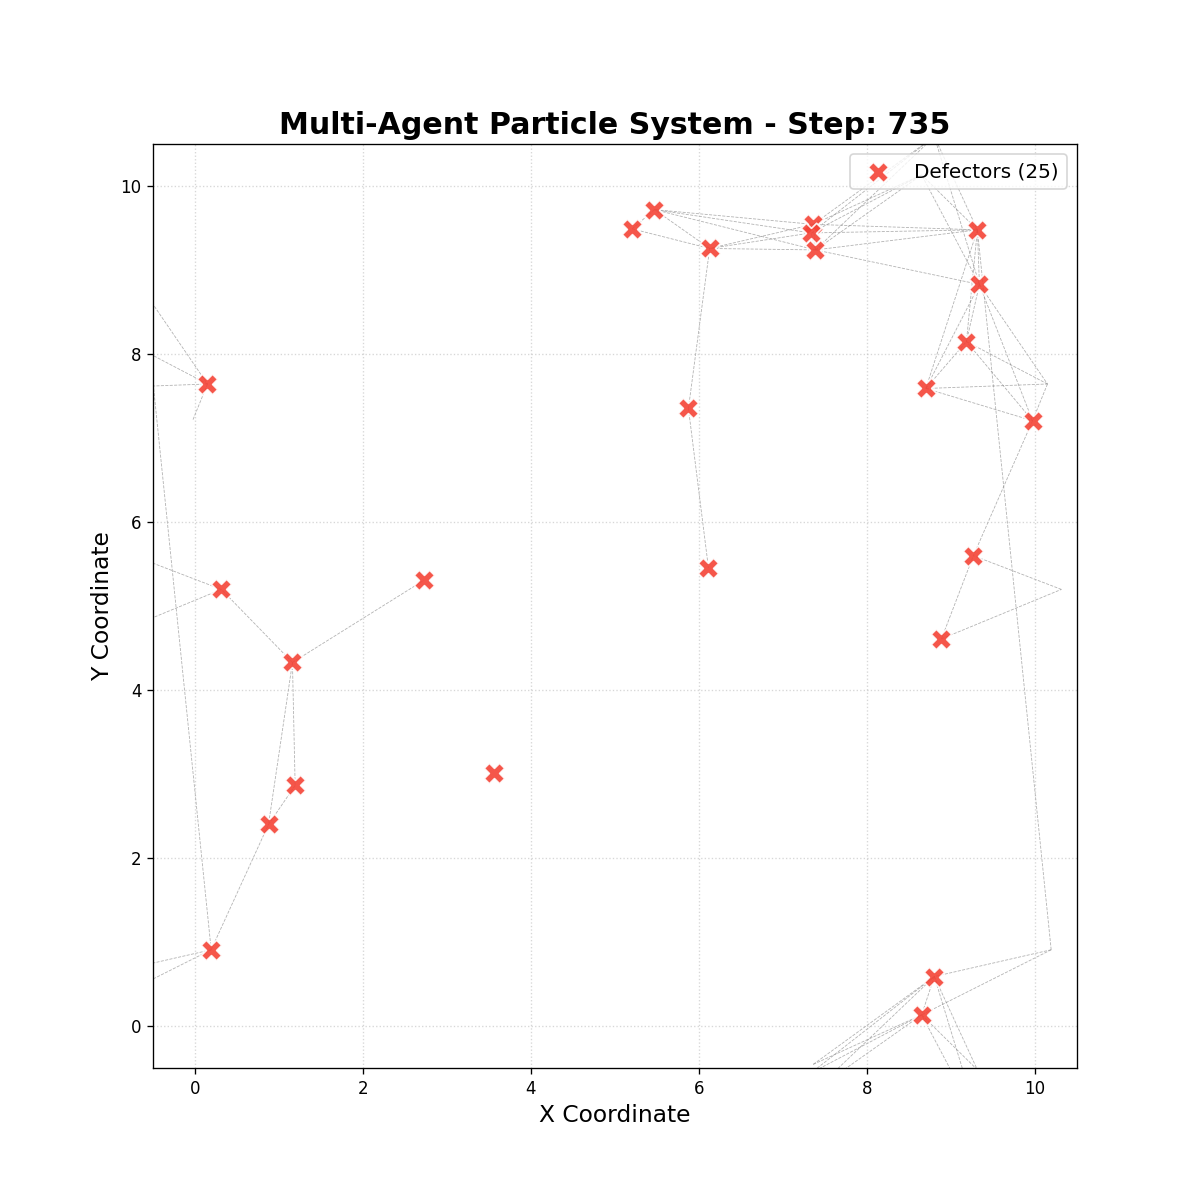 Multi-Agent Particle System - Step: 735
Defectors (25)
10
8
6
4
2
0
Y Coordinate
0 2 4 6 8 10
X Coordinate